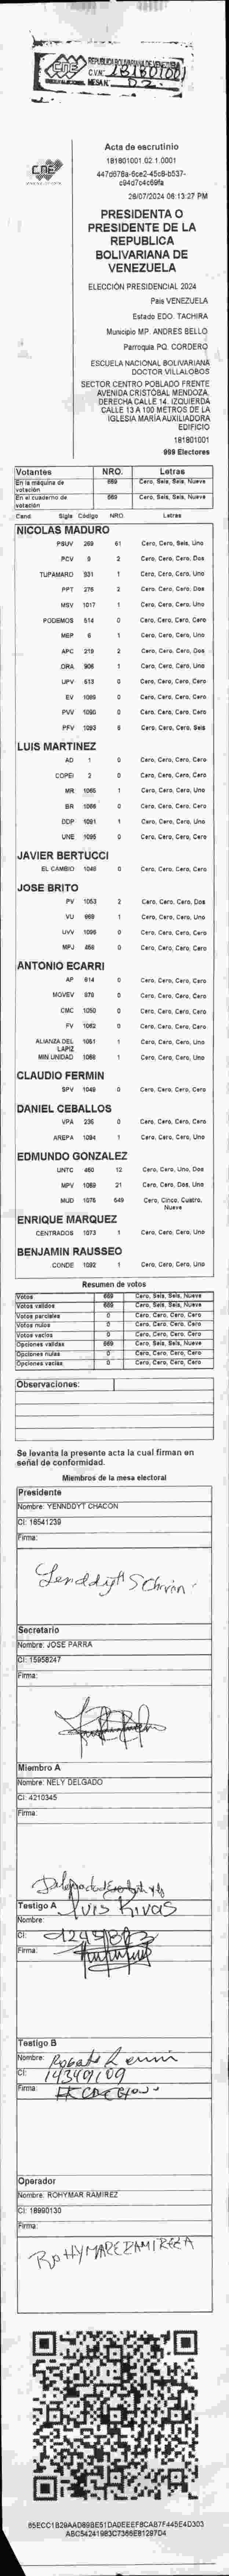 CNE
REPUBLICA BOLIVARIANA DE VENEZUELA
C.V.N° 181801001
MESA N° 02
CNE
Acta de escrutinio
181801001.02.1.0001
447d678a-6ce2-45c8-b537-
c94d7c4c69fa
28/07/2024 06:13:27 PM
PRESIDENTA O
PRESIDENTE DE LA
REPUBLICA
BOLIVARIANA DE
VENEZUELA
ELECCIÓN PRESIDENCIAL 2024
País VENEZUELA
Estado EDO. TACHIRA
Municipio MP. ANDRES BELLO
Parroquia PQ. CORDERO
ESCUELA NACIONAL BOLIVARIANA
DOCTOR VILLALOBOS
SECTOR CENTRO POBLADO FRENTE
AVENIDA CRISTÓBAL MENDOZA.
DERECHA CALLE 14. IZQUIERDA
CALLE 13 A 100 METROS DE LA
IGLESIA MARÍA AUXILIADORA
EDIFICIO
181801001
999 Electores
Votantes NRO. Letras
En la máquina de votación 669 Cero, Seis, Seis, Nueve
En el cuaderno de votación 669 Cero, Seis, Seis, Nueve
Cand. Sigla Código NRO. Letras
NICOLAS MADURO
PSUV 269 61 Cero, Cero, Seis, Uno
PCV 9 2 Cero, Cero, Cero, Dos
TUPAMARO 931 1 Cero, Cero, Cero, Uno
PPT 276 2 Cero, Cero, Cero, Dos
MSV 1017 1 Cero, Cero, Cero, Uno
PODEMOS 514 0 Cero, Cero, Cero, Cero
MEP 6 1 Cero, Cero, Cero, Uno
APC 219 2 Cero, Cero, Cero, Dos
ORA 906 1 Cero, Cero, Cero, Uno
UPV 513 0 Cero, Cero, Cero, Cero
EV 1089 0 Cero, Cero, Cero, Cero
PVV 1090 0 Cero, Cero, Cero, Cero
PFV 1093 6 Cero, Cero, Cero, Seis
LUIS MARTINEZ
AD 1 0 Cero, Cero, Cero, Cero
COPEI 2 0 Cero, Cero, Cero, Cero
MR 1065 1 Cero, Cero, Cero, Uno
BR 1086 0 Cero, Cero, Cero, Cero
DDP 1091 1 Cero, Cero, Cero, Uno
UNE 1095 0 Cero, Cero, Cero, Cero
JAVIER BERTUCCI
EL CAMBIO 1046 0 Cero, Cero, Cero, Cero
JOSE BRITO
PV 1053 2 Cero, Cero, Cero, Dos
VU 969 1 Cero, Cero, Cero, Uno
UVV 1096 0 Cero, Cero, Cero, Cero
MPJ 458 0 Cero, Cero, Cero, Cero
ANTONIO ECARRI
AP 814 0 Cero, Cero, Cero, Cero
MOVEV 879 0 Cero, Cero, Cero, Cero
CMC 1050 0 Cero, Cero, Cero, Cero
FV 1062 0 Cero, Cero, Cero, Cero
ALIANZA DEL LAPIZ 1081 1 Cero, Cero, Cero, Uno
MIN UNIDAD 1088 1 Cero, Cero, Cero, Uno
CLAUDIO FERMIN
SPV 1049 0 Cero, Cero, Cero, Cero
DANIEL CEBALLOS
VPA 235 0 Cero, Cero, Cero, Cero
AREPA 1094 1 Cero, Cero, Cero, Uno
EDMUNDO GONZALEZ
UNTC 460 12 Cero, Cero, Uno, Dos
MPV 1069 21 Cero, Cero, Dos, Uno
MUD 1076 549 Cero, Cinco, Cuatro, Nueve
ENRIQUE MARQUEZ
CENTRADOS 1073 1 Cero, Cero, Cero, Uno
BENJAMIN RAUSSEO
CONDE 1092 1 Cero, Cero, Cero, Uno
Resumen de votos
Votos 669 Cero, Seis, Seis, Nueve
Votos validos 669 Cero, Seis, Seis, Nueve
Votos parciales 0 Cero, Cero, Cero, Cero
Votos nulos 0 Cero, Cero, Cero, Cero
Votos vacios 0 Cero, Cero, Cero, Cero
Opciones validas 669 Cero, Seis, Seis, Nueve
Opciones nulas 0 Cero, Cero, Cero, Cero
Opciones vacias 0 Cero, Cero, Cero, Cero
Observaciones:
Se levanta la presente acta la cual firman en
señal de conformidad.
Miembros de la mesa electoral
Presidente
Nombre: YENNDDYT CHACON
CI: 16541239
Firma:
Secretario
Nombre: JOSE PARRA
CI: 15958247
Firma:
Miembro A
Nombre: NELY DELGADO
CI: 4210345
Firma:
Testigo A
Nombre: Luis Rivas
CI:
Firma:
Testigo B
Nombre:
CI: 14340109
Firma:
Operador
Nombre: ROHYMAR RAMIREZ
CI: 18990130
Firma:
85ECC1B29AAD89BE51DADEEEF8CAB7F445E4D303
ABC54241983C7366E81297D4